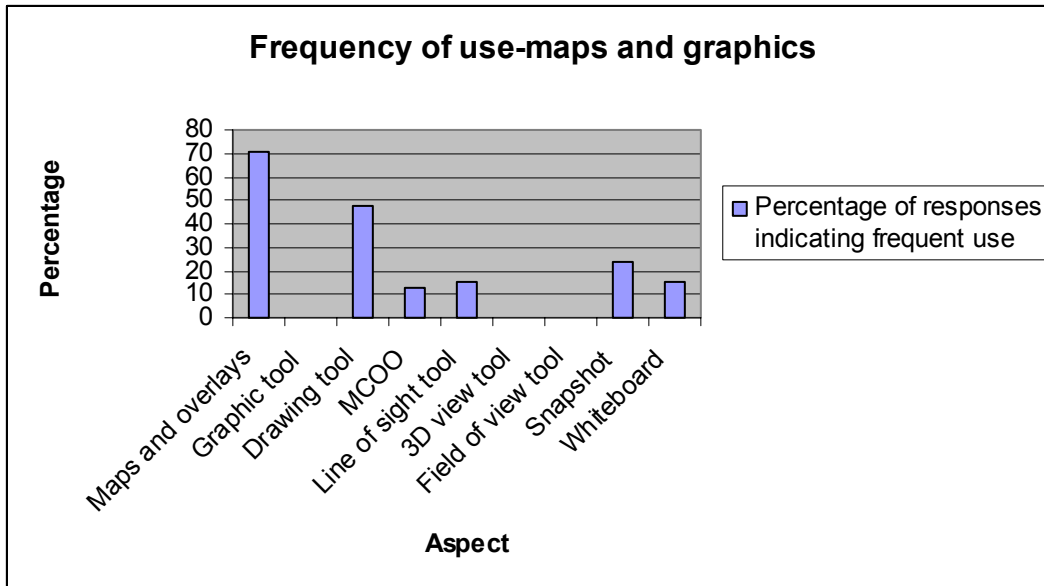 Frequency of use-maps and graphics
Percentage
80
70
60
50
40
30
20
10
0
Maps and overlays
Graphic tool
Drawing tool
MCOO
Line of sight tool
3D view tool
Field of view tool
Snapshot
Whiteboard
Aspect
Percentage of responses
indicating frequent use